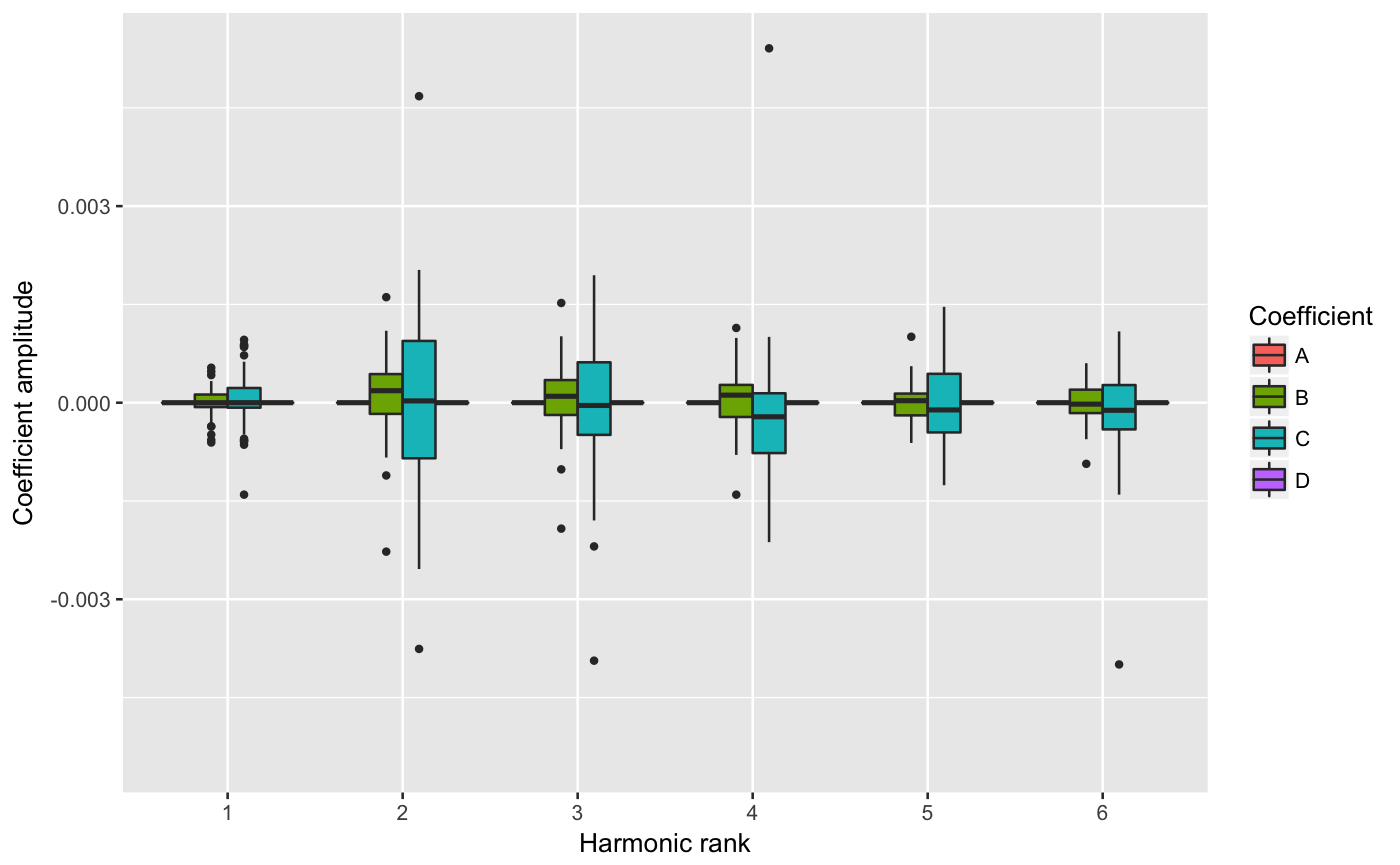 Coefficient amplitude
0.003
0.000
-0.003
1 2 3 4 5 6
Harmonic rank
Coefficient
A
B
C
D